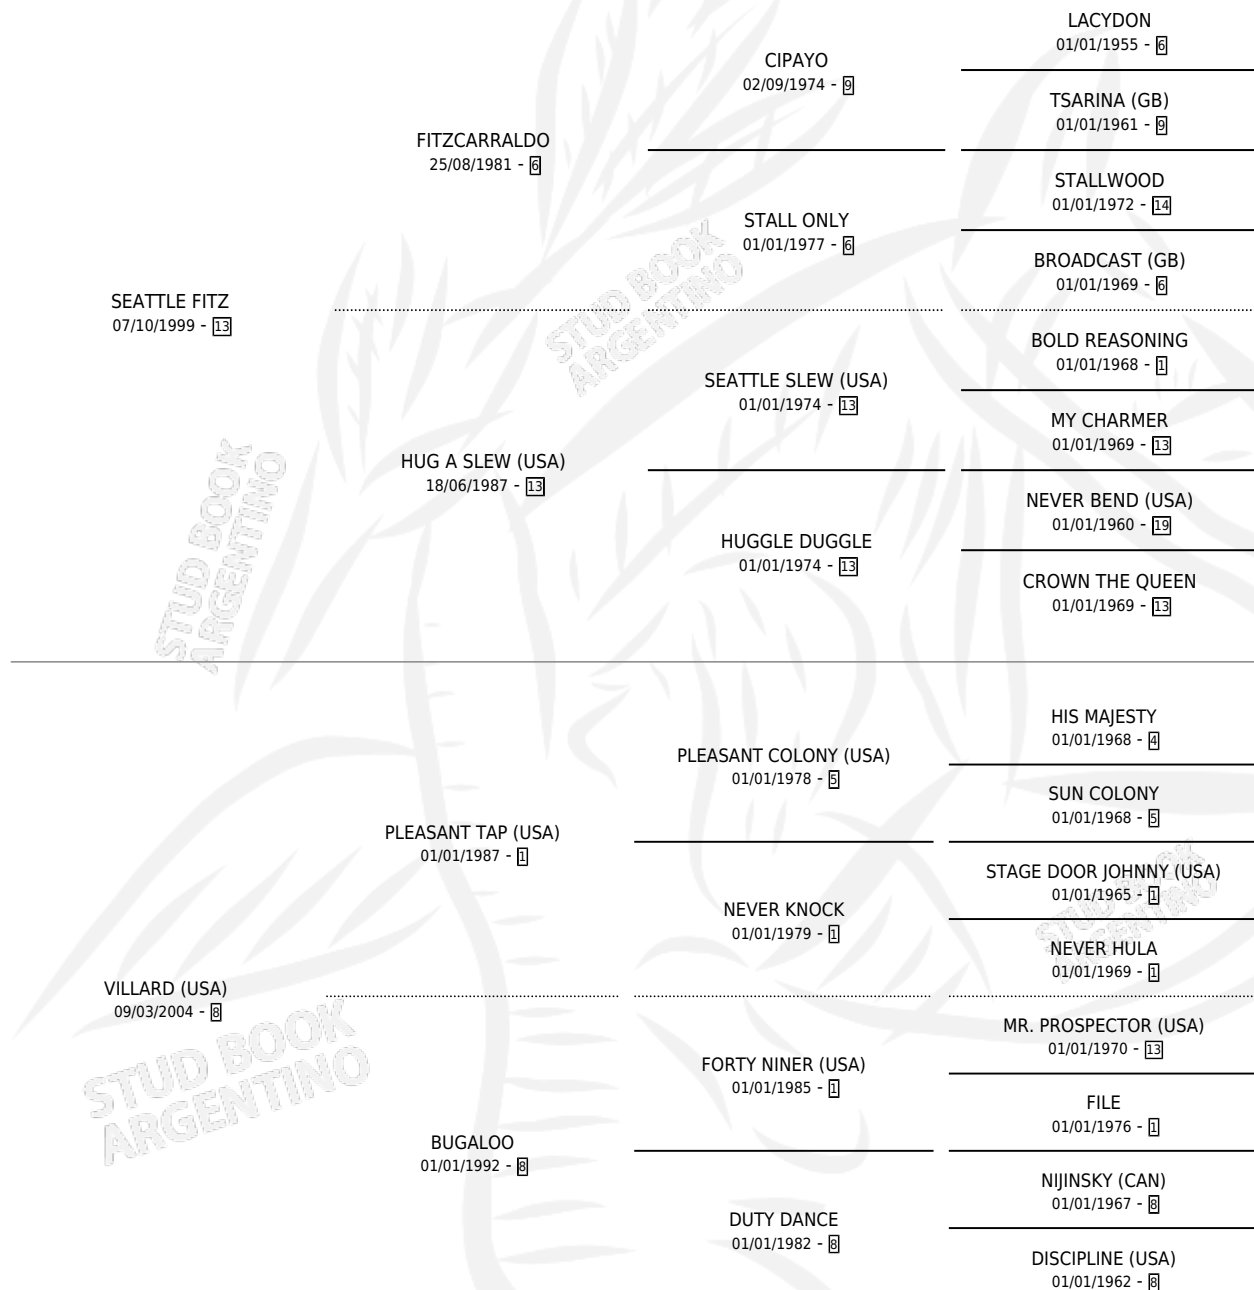 LACYDON
01/01/1955 - 6
CIPAYO
02/09/1974 - 9
TSARINA (GB)
01/01/1961 - 9
FITZCARRALDO
25/08/1981 - 6
STALLWOOD
01/01/1972 - 14
STALL ONLY
01/01/1977 - 6
BROADCAST (GB)
01/01/1969 - 6
SEATTLE FITZ
07/10/1999 - 13
STUD BOOK
ARGENTINO
BOLD REASONING
01/01/1968 - 1
SEATTLE SLEW (USA)
01/01/1974 - 13
MY CHARMER
01/01/1969 - 13
HUG A SLEW (USA)
18/06/1987 - 13
NEVER BEND (USA)
01/01/1960 - 19
HUGGLE DUGGLE
01/01/1974 - 13
CROWN THE QUEEN
01/01/1969 - 13
STUD BOOK
ARGENTINO
HIS MAJESTY
01/01/1968 - 4
PLEASANT COLONY (USA)
01/01/1978 - 5
SUN COLONY
01/01/1968 - 5
PLEASANT TAP (USA)
01/01/1987 - 1
STAGE DOOR JOHNNY (USA)
01/01/1965 - 1
NEVER KNOCK
01/01/1979 - 1
STUD BOOK
ARGENTINO
NEVER HULA
01/01/1969 - 1
VILLARD (USA)
09/03/2004 - 8
MR. PROSPECTOR (USA)
01/01/1970 - 13
FORTY NINER (USA)
01/01/1985 - 1
STUD BOOK
ARGENTINO
FILE
01/01/1976 - 1
BUGALOO
01/01/1992 - 8
NIJINSKY (CAN)
01/01/1967 - 8
DUTY DANCE
01/01/1982 - 8
DISCIPLINE (USA)
01/01/1962 - 8